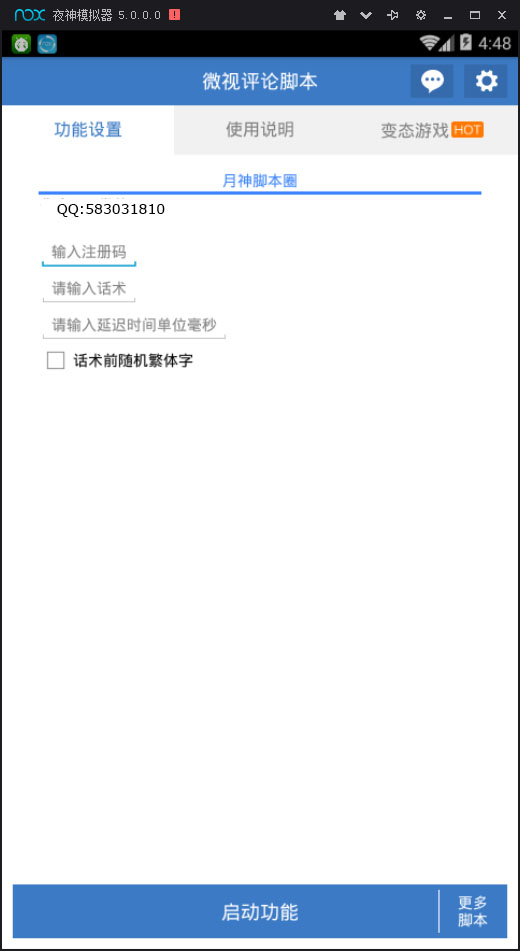 nox 夜神模拟器 5.0.0.0
4:48
微视评论脚本
功能设置 使用说明 变态游戏 HOT
月神脚本圈
QQ:583031810
输入注册码
请输入话术
请输入延迟时间单位毫秒
话术前随机繁体字
启动功能 更多
脚本